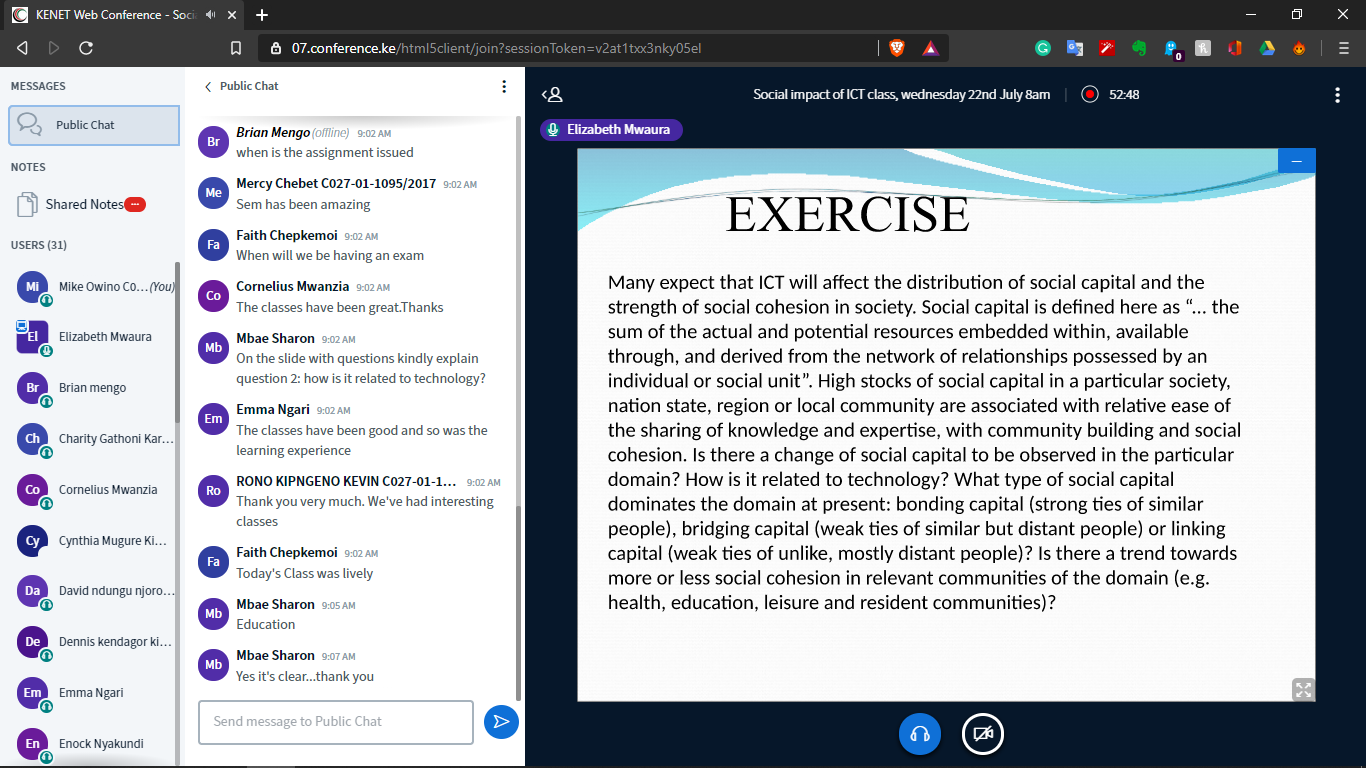 KENET Web Conference - Soci
07.conference.ke/html5client/join?sessionToken=v2at1txx3nky05el
0
MESSAGES
Public Chat
NOTES
Shared Notes
USERS (31)
Mi
Mike Owino C0...(You)
El
Elizabeth Mwaura
Br
Brian mengo
Ch
Charity Gathoni Kar...
Co
Cornelius Mwanzia
Cy
Cynthia Mugure Ki...
Da
David ndungu njoro...
De
Dennis kendagor ki...
Em
Emma Ngari
En
Enock Nyakundi
Public Chat
Br
Brian Mengo (offline) 9:02 AM
when is the assignment issued
Me
Mercy Chebet C027-01-1095/2017 9:02 AM
Sem has been amazing
Fa
Faith Chepkemoi 9:02 AM
When will we be having an exam
Co
Cornelius Mwanzia 9:02 AM
The classes have been great.Thanks
Mb
Mbae Sharon 9:02 AM
On the slide with questions kindly explain
question 2: how is it related to technology?
Em
Emma Ngari 9:02 AM
The classes have been good and so was the
learning experience
Ro
RONO KIPNGENO KEVIN C027-01-1... 9:02 AM
Thank you very much. We've had interesting
classes
Fa
Faith Chepkemoi 9:02 AM
Today's Class was lively
Mb
Mbae Sharon 9:05 AM
Education
Mb
Mbae Sharon 9:07 AM
Yes it's clear...thank you
Send message to Public Chat
Social impact of ICT class, wednesday 22nd July 8am
52:48
Elizabeth Mwaura
EXERCISE
Many expect that ICT will affect the distribution of social capital and the
strength of social cohesion in society. Social capital is defined here as “... the
sum of the actual and potential resources embedded within, available
through, and derived from the network of relationships possessed by an
individual or social unit”. High stocks of social capital in a particular society,
nation state, region or local community are associated with relative ease of
the sharing of knowledge and expertise, with community building and social
cohesion. Is there a change of social capital to be observed in the particular
domain? How is it related to technology? What type of social capital
dominates the domain at present: bonding capital (strong ties of similar
people), bridging capital (weak ties of similar but distant people) or linking
capital (weak ties of unlike, mostly distant people)? Is there a trend towards
more or less social cohesion in relevant communities of the domain (e.g.
health, education, leisure and resident communities)?